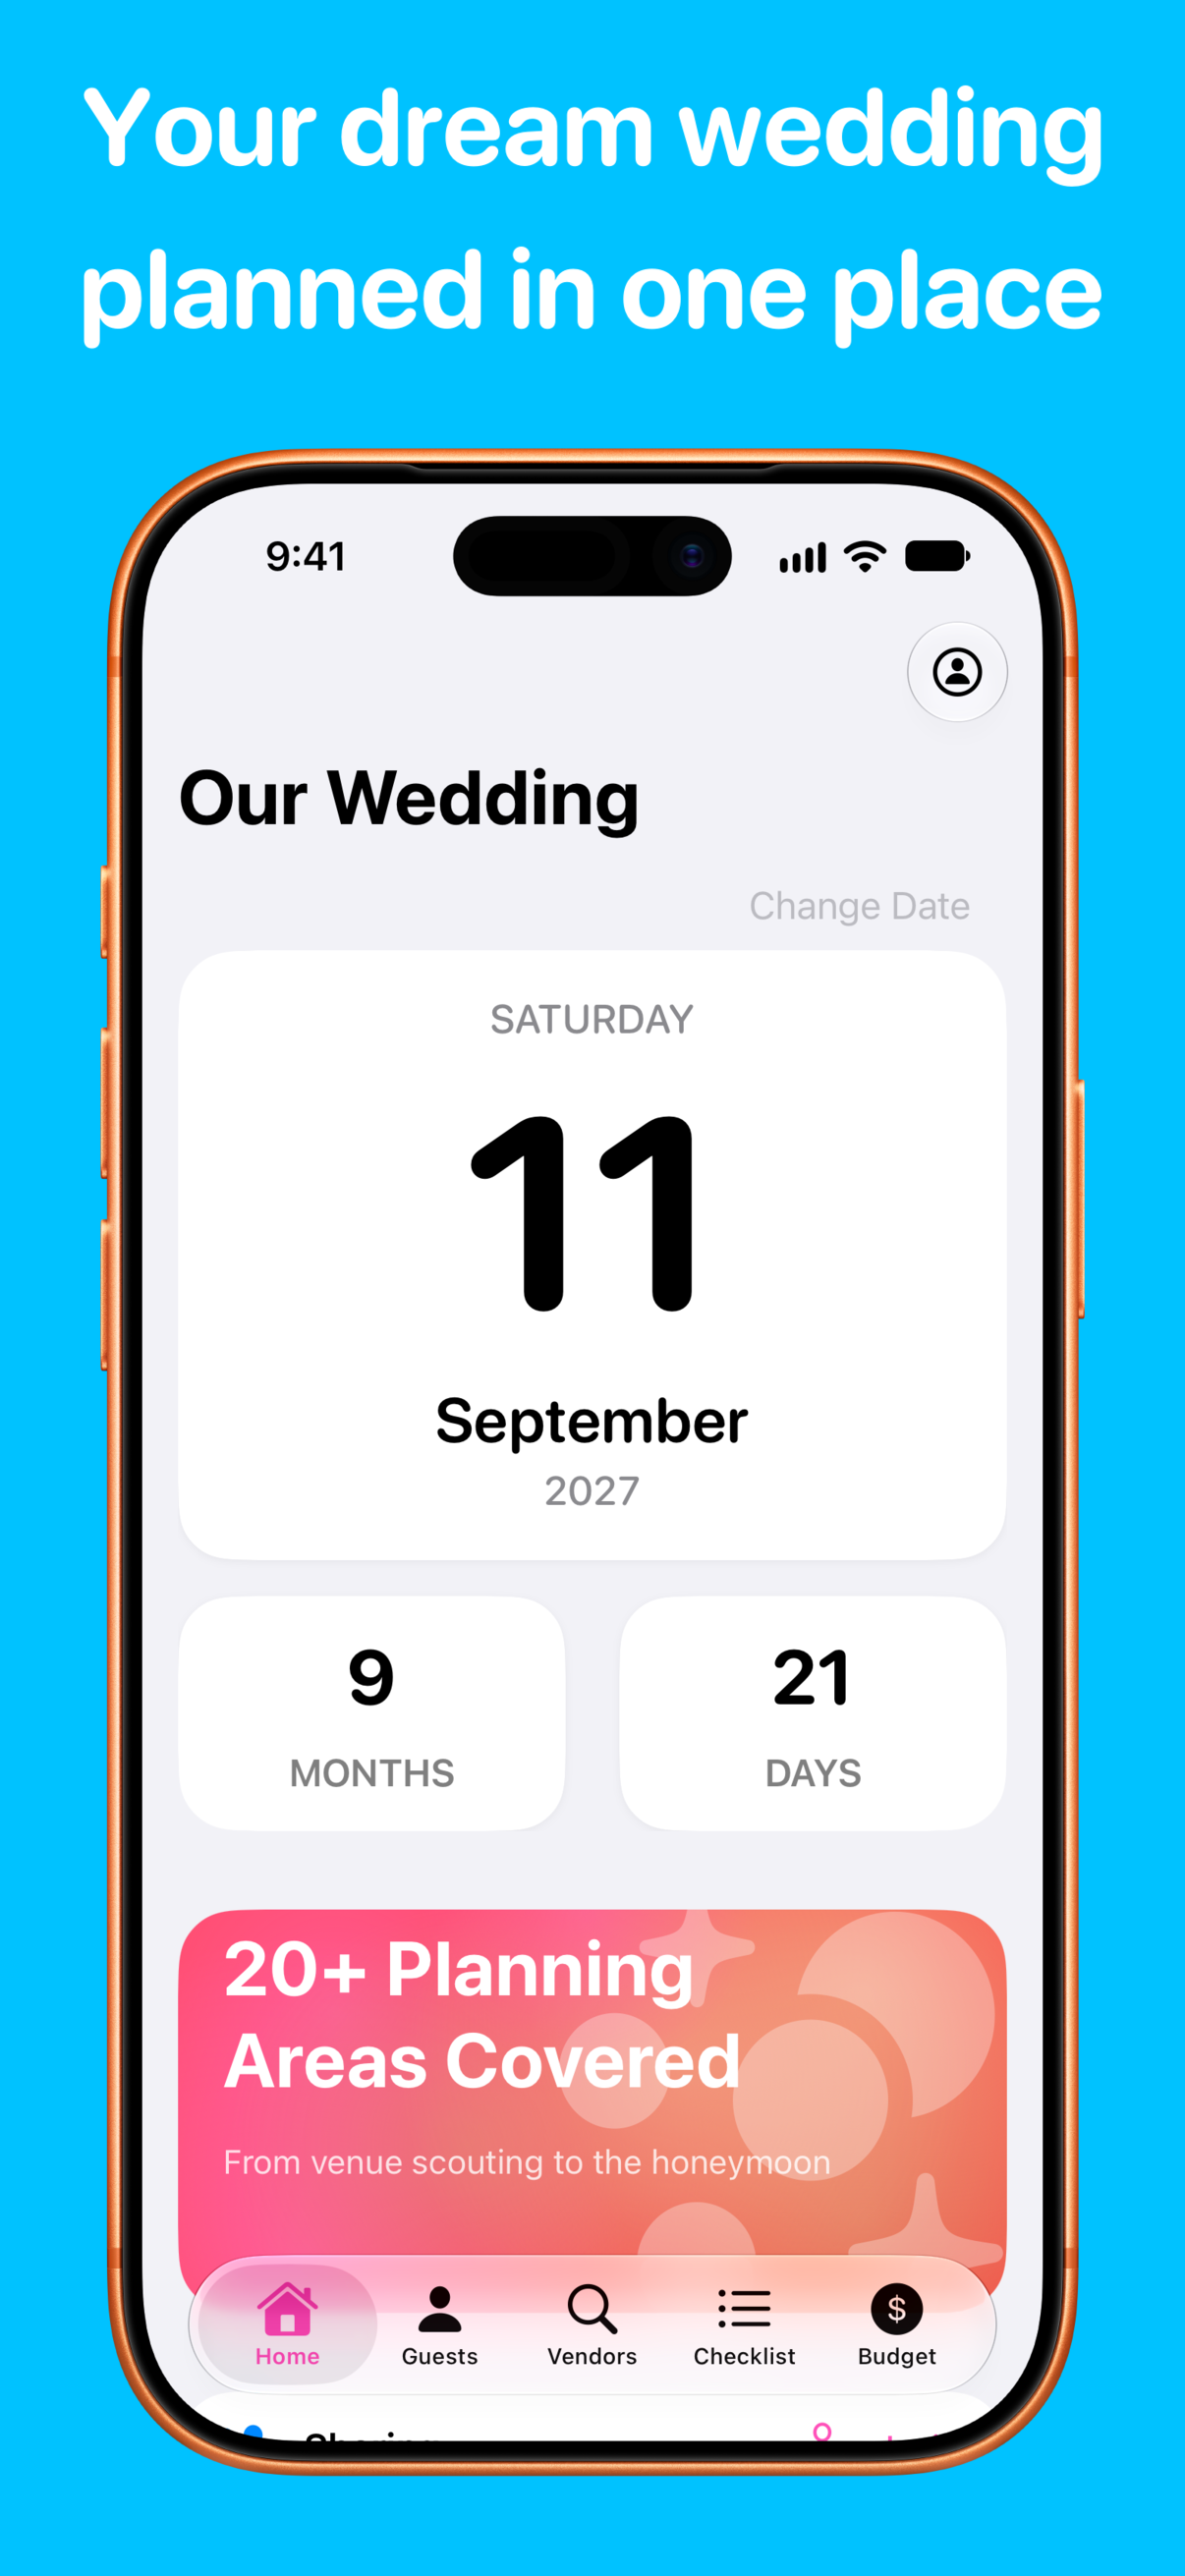 Your dream wedding
planned in one place
9:41
Our Wedding
Change Date
SATURDAY
11
September
2027
9
MONTHS
21
DAYS
20+ Planning
Areas Covered
From venue scouting to the honeymoon
Home
Guests
Vendors
Checklist
$
Budget